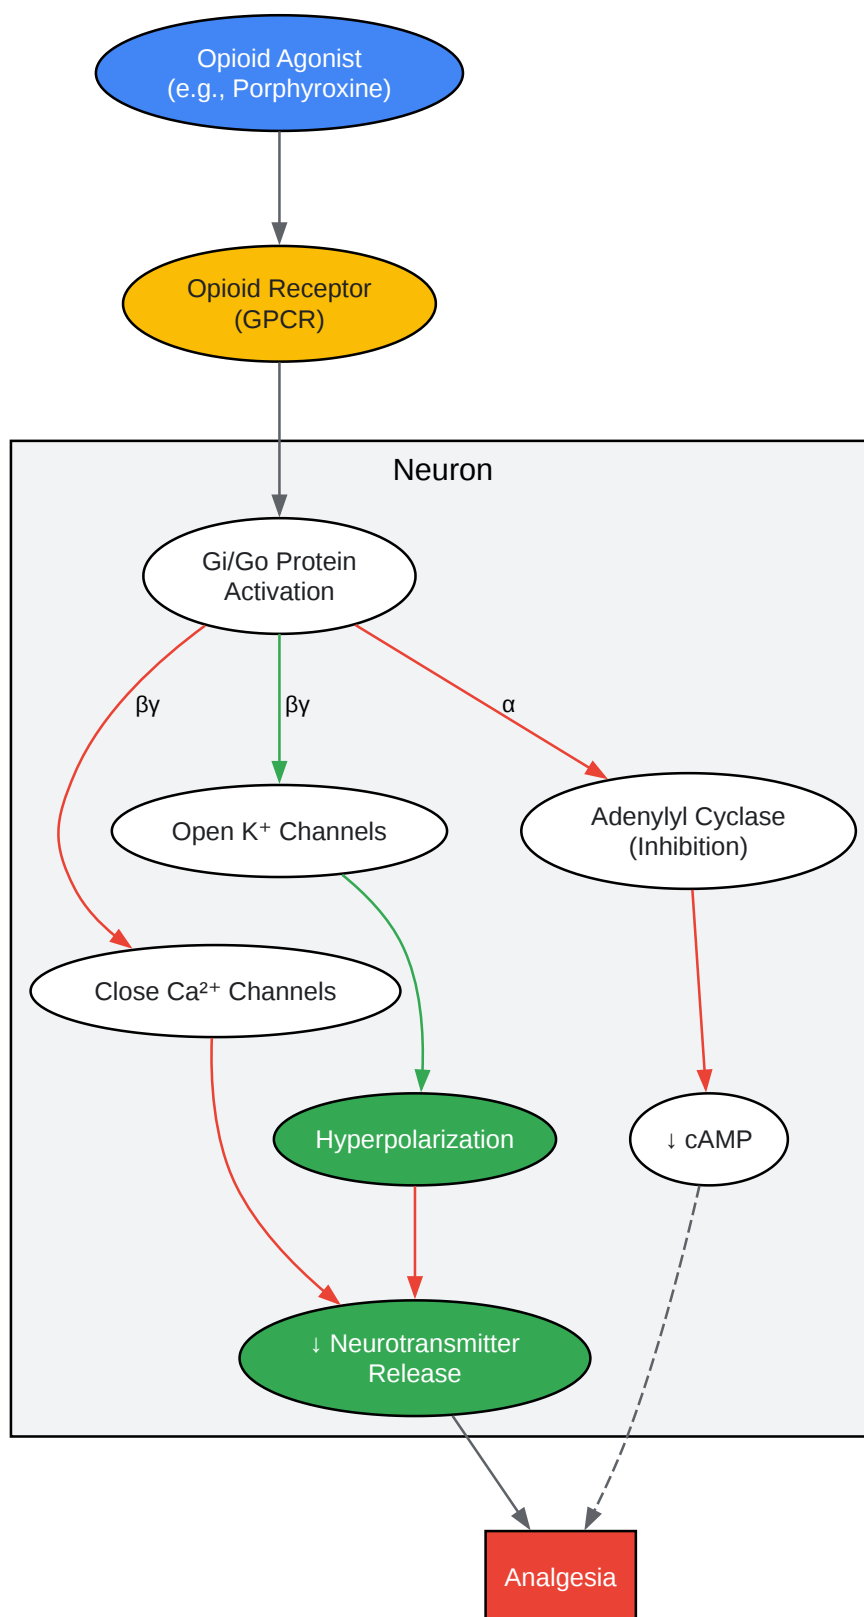 Opioid Agonist
(e.g., Porphyroxine)
Opioid Receptor
(GPCR)
Neuron
Gi/Go Protein
Activation
βγ
βγ
α
Open K⁺ Channels
Adenylyl Cyclase
(Inhibition)
Close Ca²⁺ Channels
Hyperpolarization
↓ cAMP
↓ Neurotransmitter
Release
Analgesia